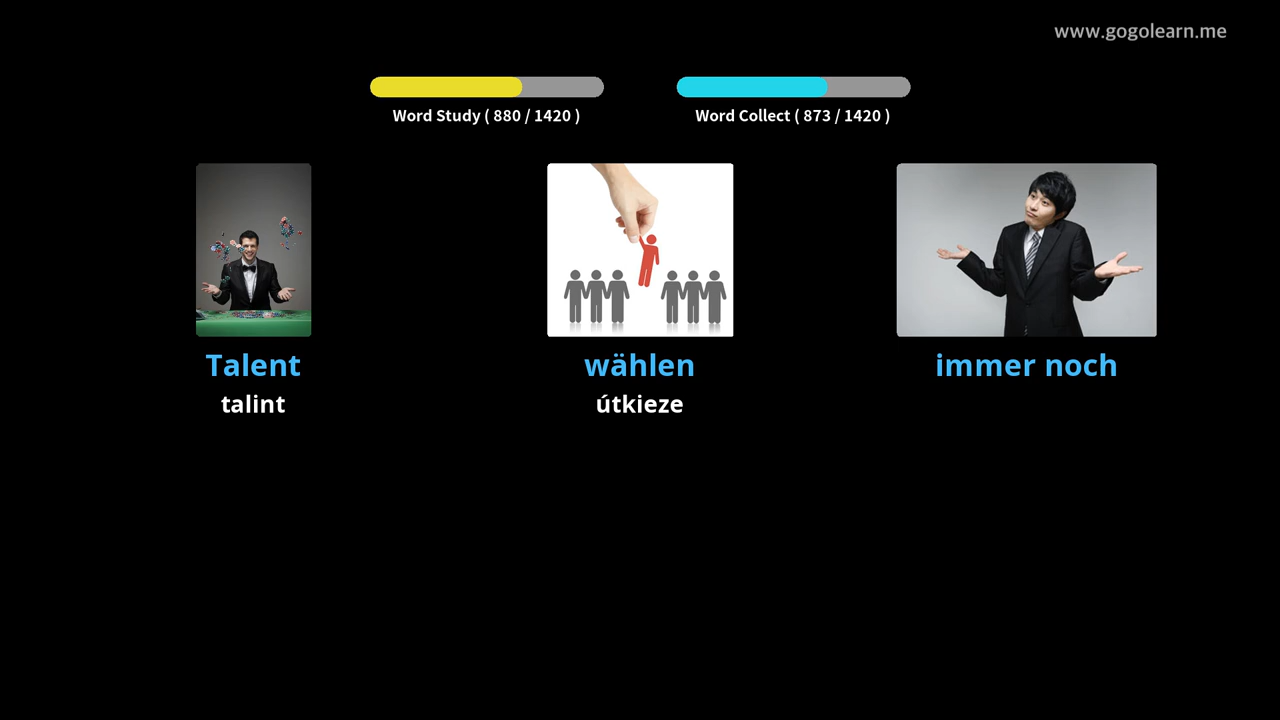 www.gogolearn.me
Word Study ( 880 / 1420 )
Word Collect ( 873 / 1420 )
Talent
talint
wählen
útkieze
immer noch